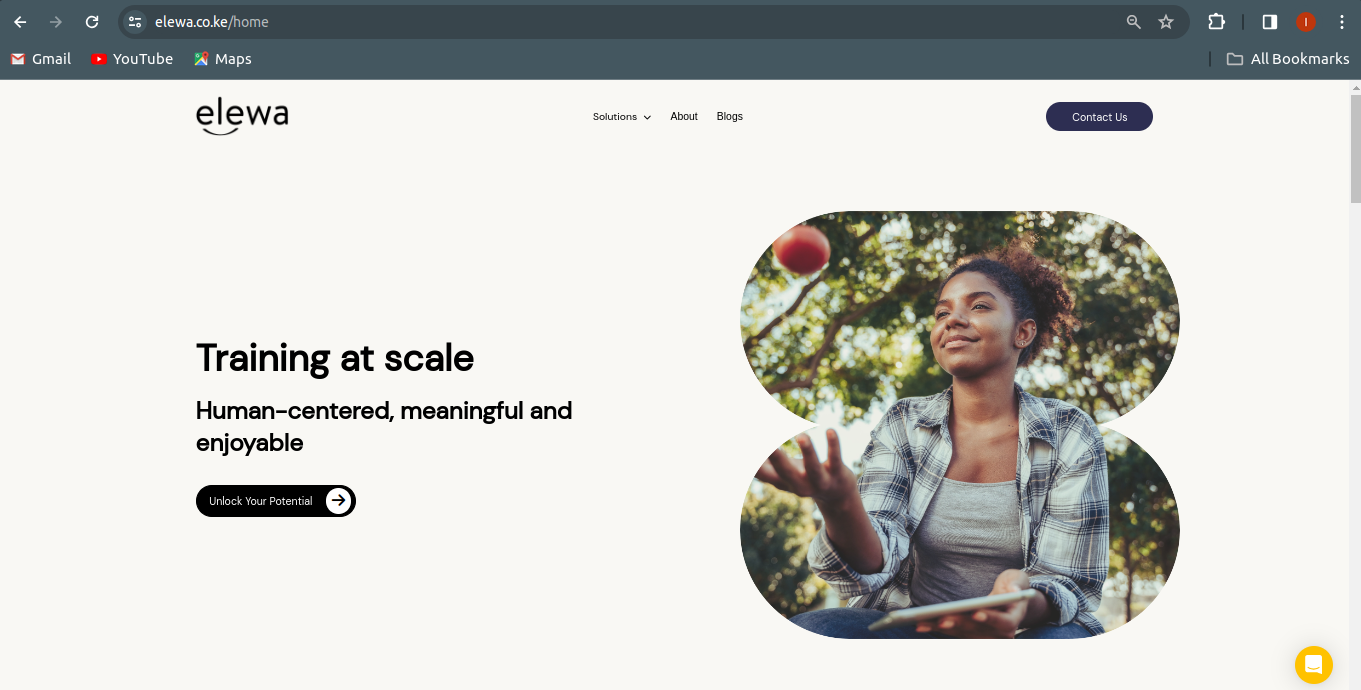 elewa.co.ke/home
I
Gmail
YouTube
Maps
All Bookmarks
elewa
Solutions
About
Blogs
Contact Us
Training at scale
Human-centered, meaningful and
enjoyable
Unlock Your Potential